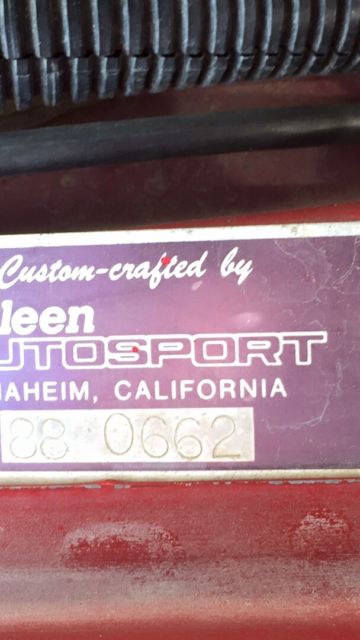 Custom-crafted by
leen
UTOSPORT
NAHEIM, CALIFORNIA
88 0662